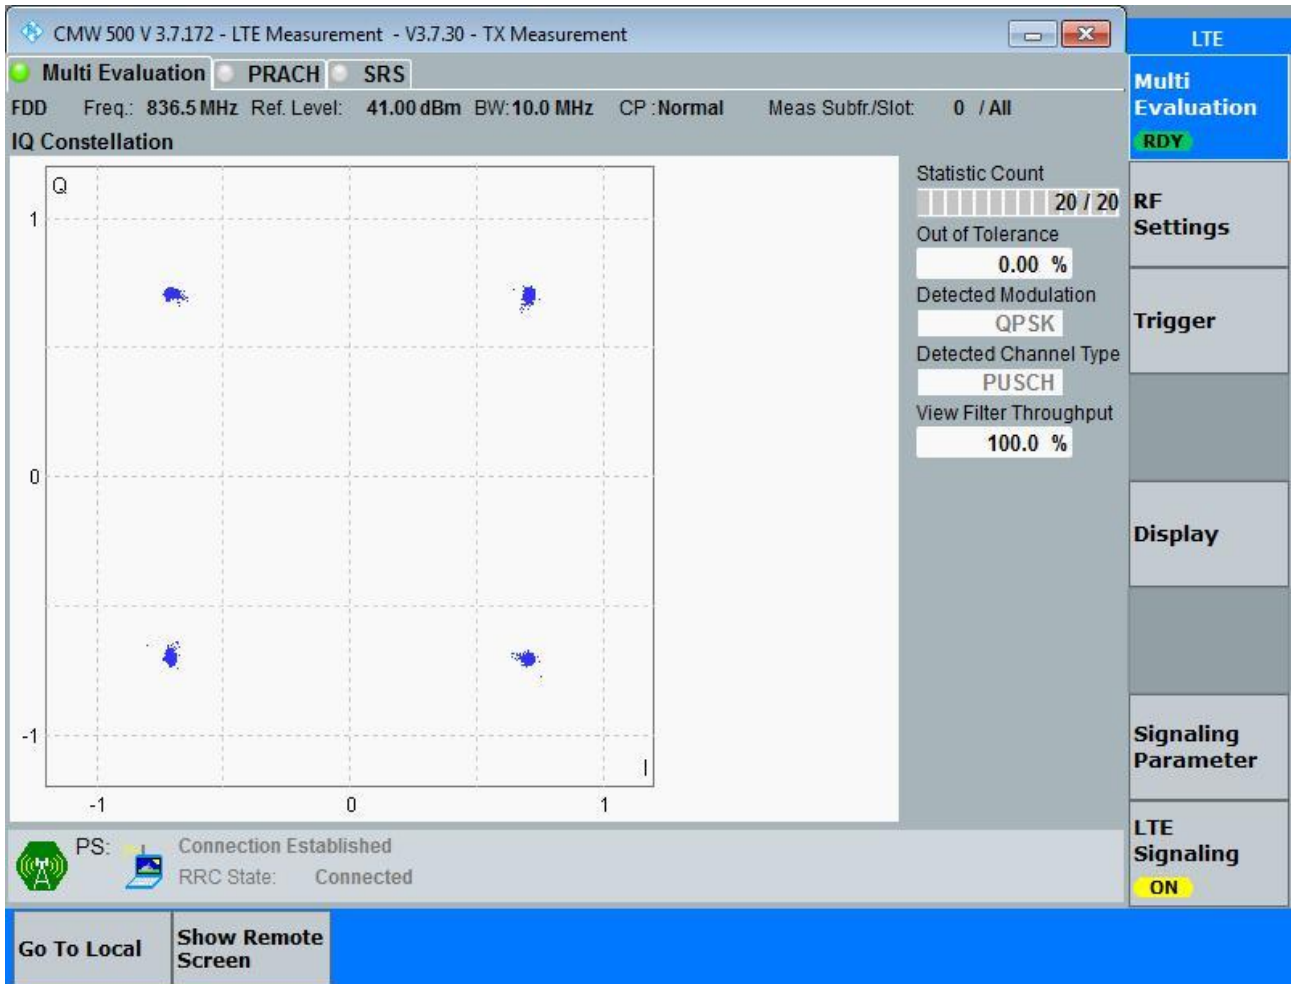 CMW 500 V 3.7.172 - LTE Measurement - V3.7.30 - TX Measurement
LTE
Multi Evaluation PRACH SRS
FDD Freq.: 836.5 MHz Ref. Level: 41.00 dBm BW: 10.0 MHz CP : Normal Meas Subfr./Slot: 0 / All
IQ Constellation
Q
1
0
-1
-1 0 1
I
Statistic Count
20 / 20
Out of Tolerance
0.00 %
Detected Modulation
QPSK
Detected Channel Type
PUSCH
View Filter Throughput
100.0 %
Multi
Evaluation
RDY
RF
Settings
Trigger
Display
Signaling
Parameter
LTE
Signaling
ON
PS: Connection Established
RRC State: Connected
Go To Local
Show Remote
Screen